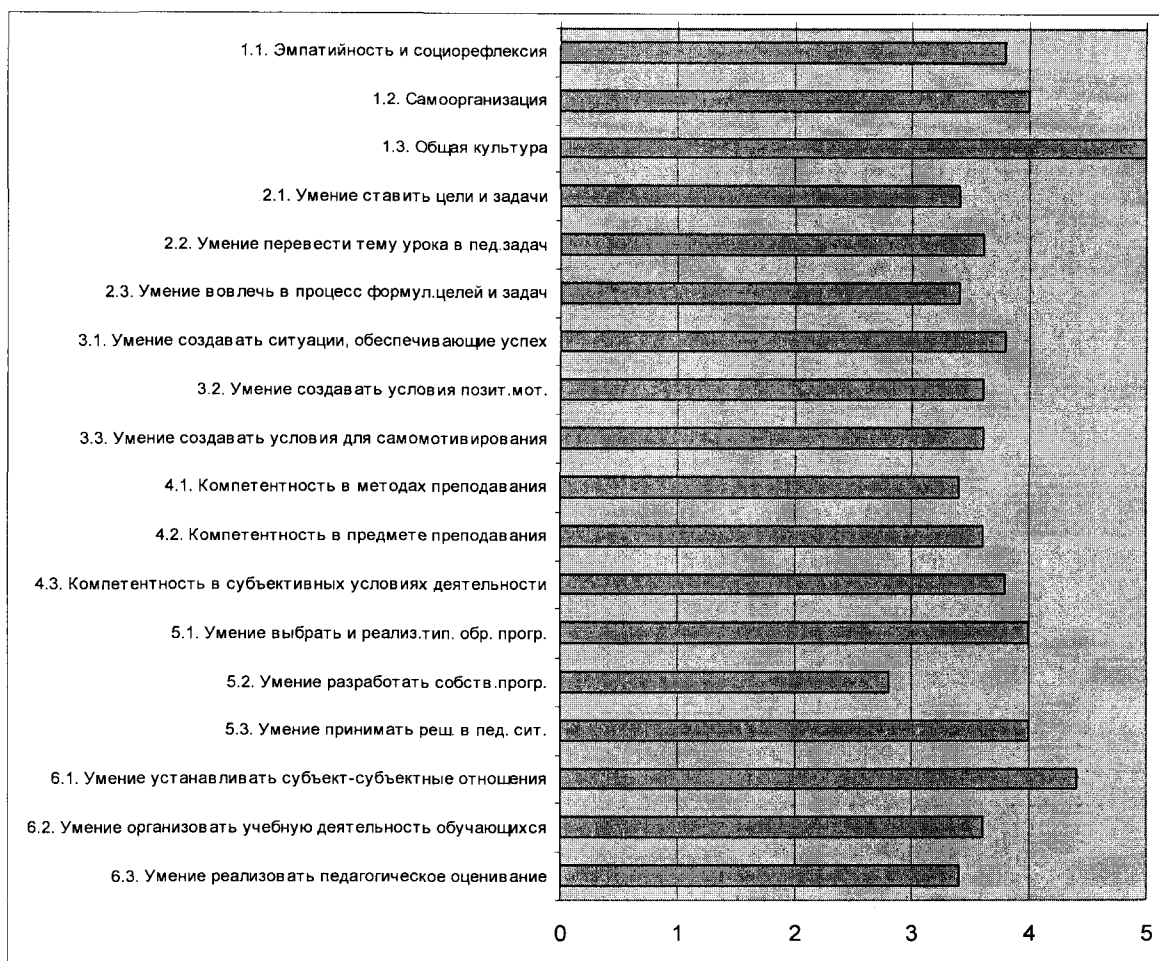 1.1. Эмпатийность и социорефлексия
1.2. Самоорганизация
1.3. Общая культура
2.1. Умение ставить цели и задачи
2.2. Умение перевести тему урока в пед.задач
2.3. Умение вовлечь в процесс формул.целей и задач
3.1. Умение создавать ситуации, обеспечивающие успех
3.2. Умение создавать условия позит.мот.
3.3. Умение создавать условия для самомотивирования
4.1. Компетентность в методах преподавания
4.2. Компетентность в предмете преподавания
4.3. Компетентность в субъективных условиях деятельности
5.1. Умение выбрать и реализ.тип. обр. прогр.
5.2. Умение разработать собств.прогр.
5.3. Умение принимать реш. в пед. сит.
6.1. Умение устанавливать субъект-субъектные отношения
6.2. Умение организовать учебную деятельность обучающихся
6.3. Умение реализовать педагогическое оценивание
0 1 2 3 4 5